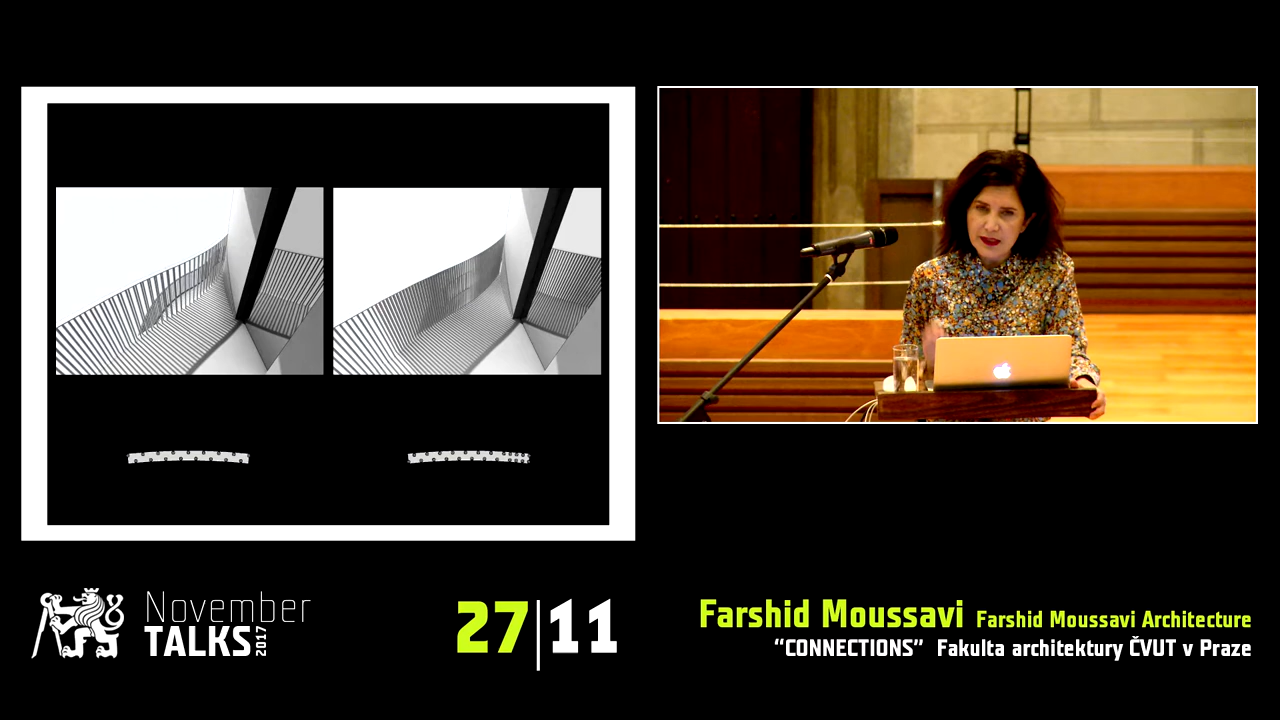 November
TALKS 2017
27|11
Farshid Moussavi Farshid Moussavi Architecture
“CONNECTIONS” Fakulta architektury ČVUT v Praze